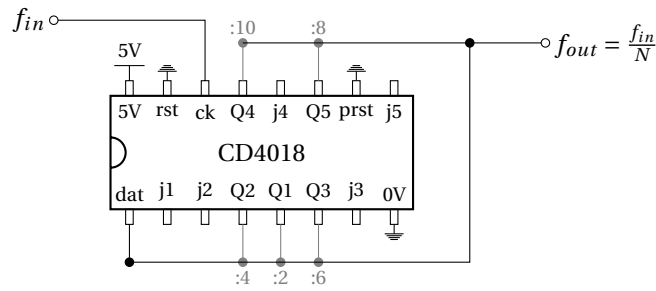 f_in :10 :8 f_out = f_in/N
5V
5V rst ck Q4 j4 Q5 prst j5
CD4018
dat j1 j2 Q2 Q1 Q3 j3 0V
:4 :2 :6